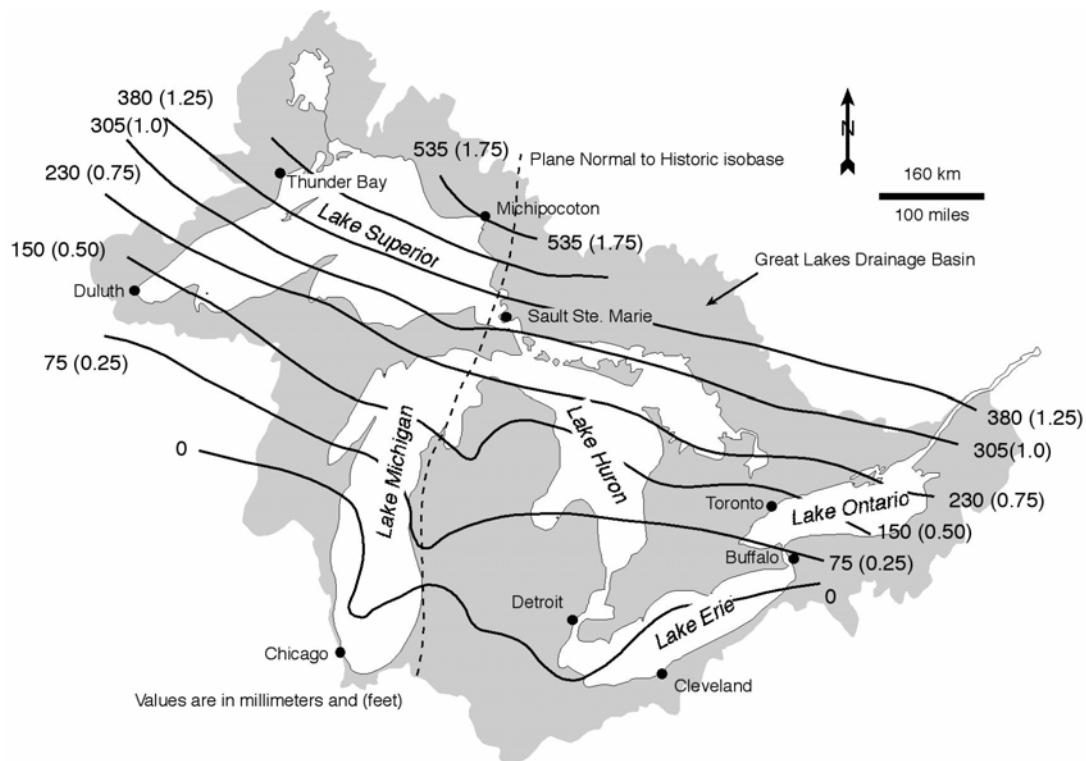 380 (1.25)
305(1.0)
230 (0.75)
150 (0.50)
75 (0.25)
0
535 (1.75)
Plane Normal to Historic isobase
N
160 km
100 miles
Thunder Bay
Michipocoton
Lake Superior
535 (1.75)
Great Lakes Drainage Basin
Duluth
Sault Ste. Marie
Lake Michigan
Lake Huron
380 (1.25)
305(1.0)
230 (0.75)
150 (0.50)
75 (0.25)
0
Toronto
Lake Ontario
Buffalo
Detroit
Lake Erie
Chicago
Cleveland
Values are in millimeters and (feet)